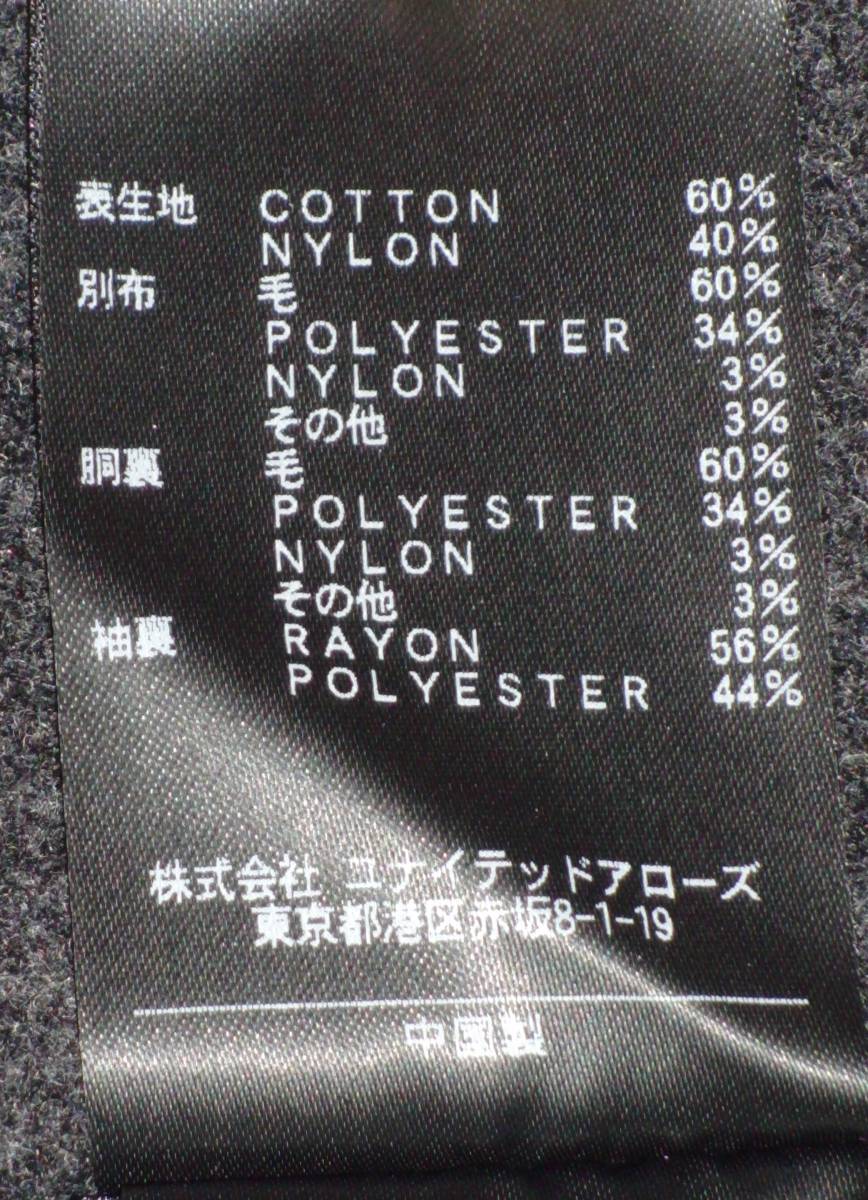 表生地 COTTON 60%
NYLON 40%
別布 毛 60%
POLYESTER 34%
NYLON 3%
その他 3%
胴裏 毛 60%
POLYESTER 34%
NYLON 3%
その他 3%
袖裏 RAYON 56%
POLYESTER 44%
株式会社 ユナイテッドアローズ
東京都港区赤坂8-1-19
中国製